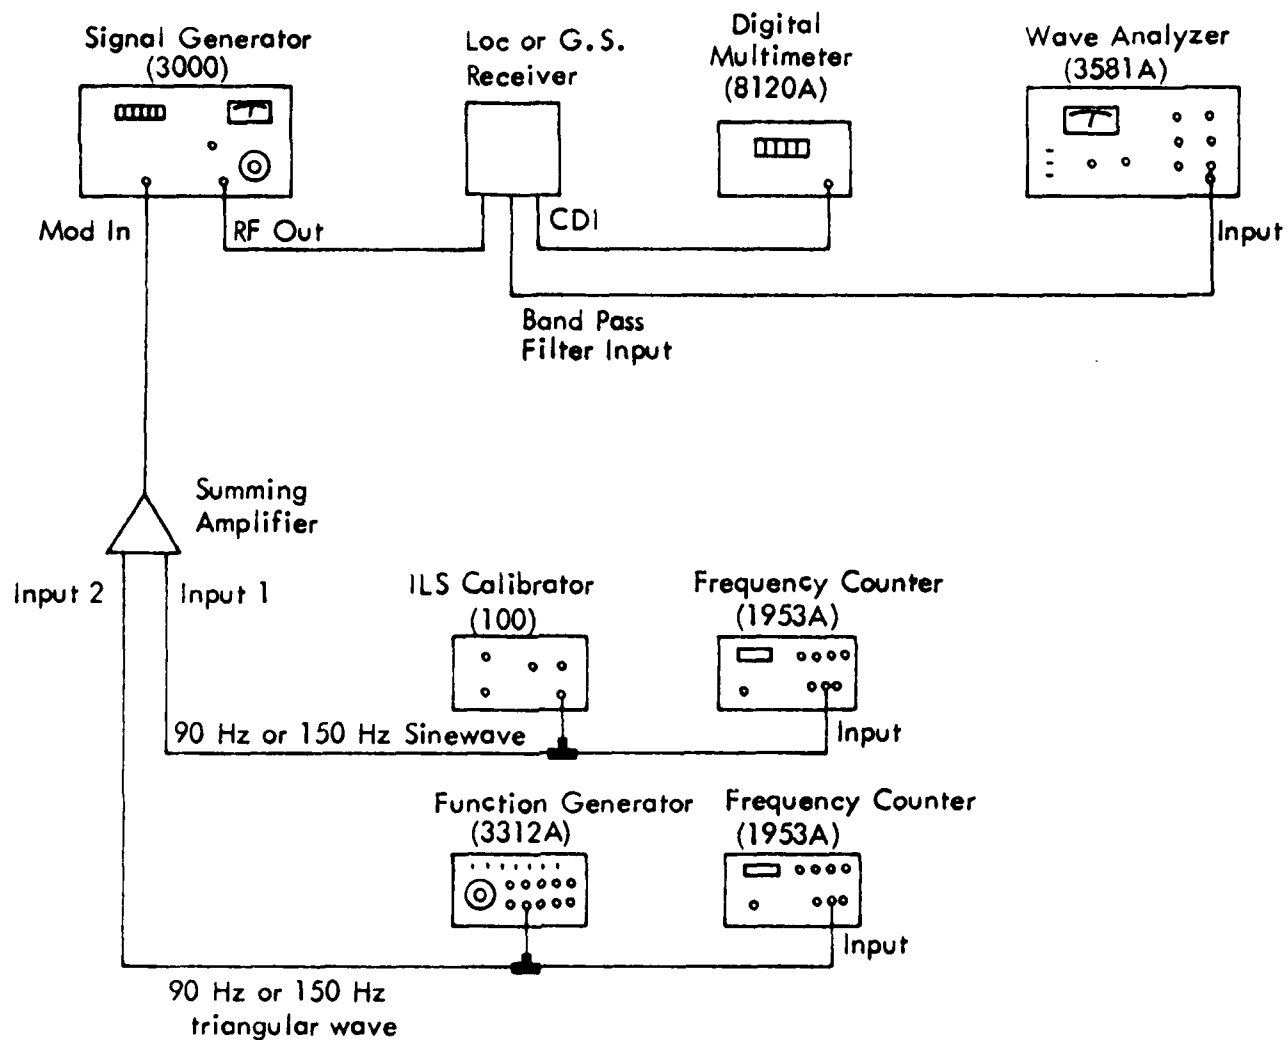 Signal Generator
(3000)
Loc or G.S.
Receiver
Digital
Multimeter
(8120A)
Wave Analyzer
(3581A)
Mod In
RF Out
CDI
Input
Band Pass
Filter Input
Summing
Amplifier
Input 2
Input 1
ILS Calibrator
(100)
Frequency Counter
(1953A)
90 Hz or 150 Hz Sinewave
Input
Function Generator
(3312A)
Frequency Counter
(1953A)
Input
90 Hz or 150 Hz
triangular wave